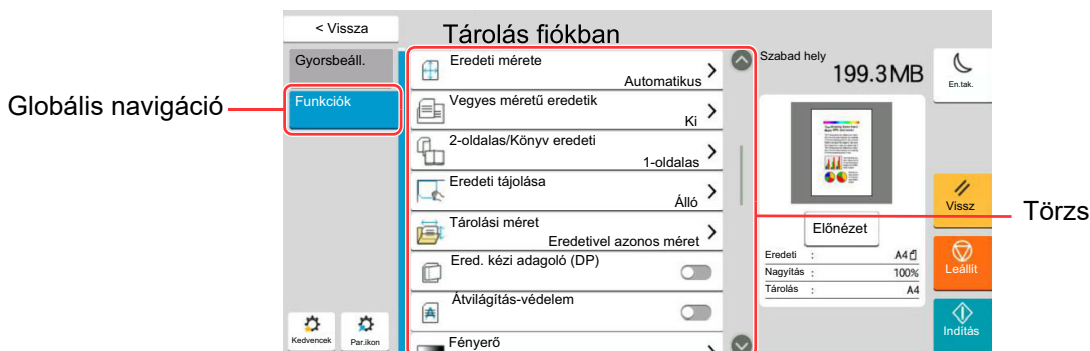 < Vissza
Tárolás fiókban
Gyorsbeáll.
Funkciók
Globális navigáció
Eredeti mérete
Automatikus
Vegyes méretű eredetik
Ki
2-oldalas/Könyv eredeti
1-oldalas
Eredeti tájolása
Álló
Tárolási méret
Eredetivel azonos méret
Ered. kézi adagoló (DP)
Átvilágítás-védelem
Fényerő
Szabad hely
199.3MB
Előnézet
Eredeti : A4
Nagyítás : 100%
Tárolás : A4
En.tak.
Vissz
Törzs
Leállít
Indítás
Kedvencek
Par.ikon